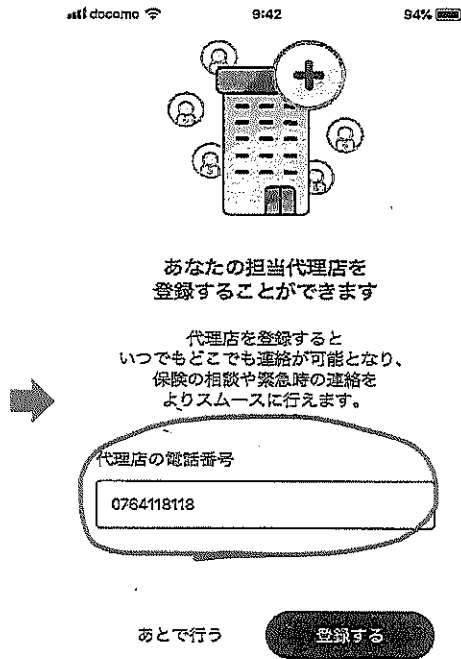 docomo 9:42 94%
あなたの担当代理店を
登録することができます
代理店を登録すると
いつでもどこでも連絡が可能となり、
保険の相談や緊急時の連絡を
よりスムースに行えます。
代理店の電話番号
0764118118
あとで行う 登録する